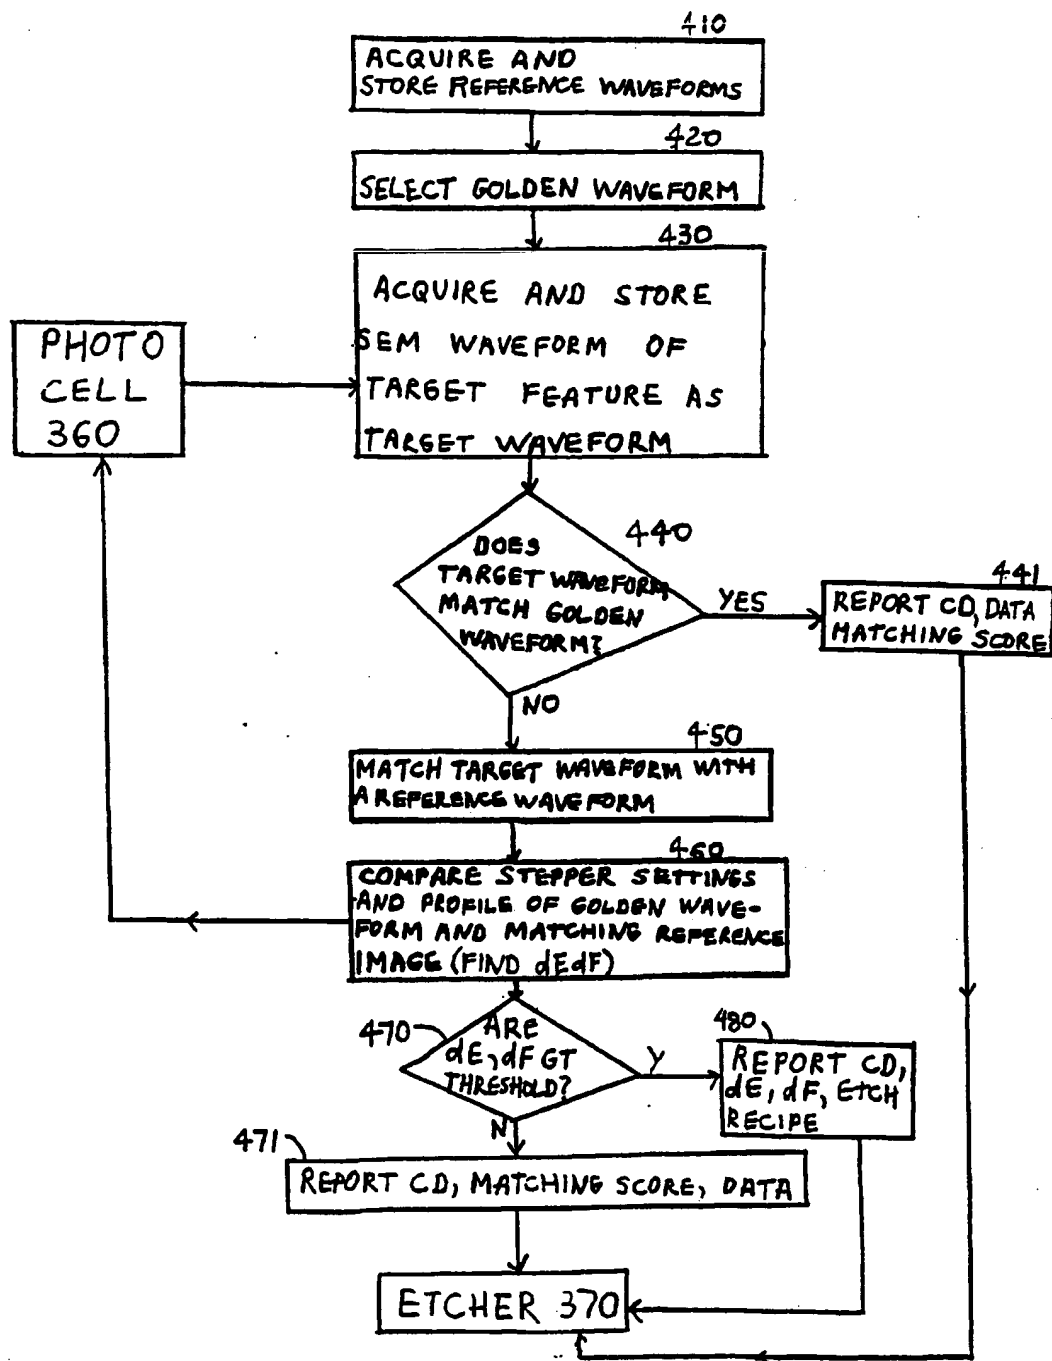 410
ACQUIRE AND
STORE REFERENCE WAVEFORMS
420
SELECT GOLDEN WAVEFORM
430
ACQUIRE AND STORE
SEM WAVEFORM OF
TARGET FEATURE AS
TARGET WAVEFORM
PHOTO
CELL
360
440
DOES
TARGET WAVEFORM
MATCH GOLDEN
WAVEFORM?
YES
441
REPORT CD, DATA
MATCHING SCORE
NO
450
MATCH TARGET WAVEFORM WITH
A REFERENCE WAVEFORM
460
COMPARE STEPPER SETTINGS
AND PROFILE OF GOLDEN WAVE-
FORM AND MATCHING REFERENCE
IMAGE (FIND dEdF)
470
ARE
dE, dF GT
THRESHOLD?
Y
480
REPORT CD,
dE, dF, ETCH
RECIPE
N
471
REPORT CD, MATCHING SCORE, DATA
ETCHER 370